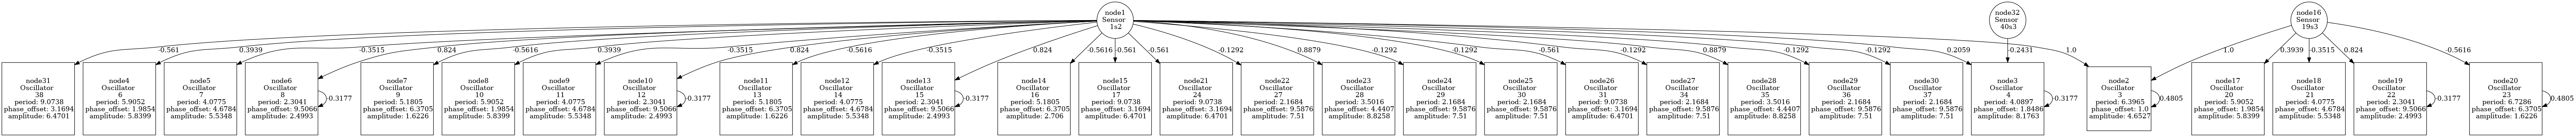 node1
Sensor
1s2
node32
Sensor
40s3
node16
Sensor
19s3
-0.561
0.3939
-0.3515
0.824
-0.5616
0.3939
-0.3515
0.824
-0.5616
-0.3515
0.824
-0.5616
-0.561
-0.561
-0.1292
0.8879
-0.1292
-0.1292
-0.561
-0.1292
0.8879
-0.1292
-0.1292
0.2059
-0.2431
1.0
1.0
0.3939
-0.3515
0.824
-0.5616
node31
Oscillator
38
period: 9.0738
phase_offset: 3.1694
amplitude: 6.4701
node4
Oscillator
6
period: 5.9052
phase_offset: 1.9854
amplitude: 5.8399
node5
Oscillator
7
period: 4.0775
phase_offset: 4.6784
amplitude: 5.5348
node6
Oscillator
8
period: 2.3041
phase_offset: 9.5066
amplitude: 2.4993
-0.3177
node7
Oscillator
9
period: 5.1805
phase_offset: 6.3705
amplitude: 1.6226
node8
Oscillator
10
period: 5.9052
phase_offset: 1.9854
amplitude: 5.8399
node9
Oscillator
11
period: 4.0775
phase_offset: 4.6784
amplitude: 5.5348
node10
Oscillator
12
period: 2.3041
phase_offset: 9.5066
amplitude: 2.4993
-0.3177
node11
Oscillator
13
period: 5.1805
phase_offset: 6.3705
amplitude: 1.6226
node12
Oscillator
14
period: 4.0775
phase_offset: 4.6784
amplitude: 5.5348
node13
Oscillator
15
period: 2.3041
phase_offset: 9.5066
amplitude: 2.4993
-0.3177
node14
Oscillator
16
period: 5.1805
phase_offset: 6.3705
amplitude: 2.706
node15
Oscillator
17
period: 9.0738
phase_offset: 3.1694
amplitude: 6.4701
node21
Oscillator
24
period: 9.0738
phase_offset: 3.1694
amplitude: 6.4701
node22
Oscillator
27
period: 2.1684
phase_offset: 9.5876
amplitude: 7.51
node23
Oscillator
28
period: 3.5016
phase_offset: 4.4407
amplitude: 8.8258
node24
Oscillator
29
period: 2.1684
phase_offset: 9.5876
amplitude: 7.51
node25
Oscillator
30
period: 2.1684
phase_offset: 9.5876
amplitude: 7.51
node26
Oscillator
31
period: 9.0738
phase_offset: 3.1694
amplitude: 6.4701
node27
Oscillator
34
period: 2.1684
phase_offset: 9.5876
amplitude: 7.51
node28
Oscillator
35
period: 3.5016
phase_offset: 4.4407
amplitude: 8.8258
node29
Oscillator
36
period: 2.1684
phase_offset: 9.5876
amplitude: 7.51
node30
Oscillator
37
period: 2.1684
phase_offset: 9.5876
amplitude: 7.51
node3
Oscillator
4
period: 4.0897
phase_offset: 1.8486
amplitude: 8.1763
-0.3177
node2
Oscillator
3
period: 6.3965
phase_offset: 1.0
amplitude: 4.6527
0.4805
node17
Oscillator
20
period: 5.9052
phase_offset: 1.9854
amplitude: 5.8399
node18
Oscillator
21
period: 4.0775
phase_offset: 4.6784
amplitude: 5.5348
node19
Oscillator
22
period: 2.3041
phase_offset: 9.5066
amplitude: 2.4993
-0.3177
node20
Oscillator
23
period: 6.7286
phase_offset: 6.3705
amplitude: 1.6226
0.4805